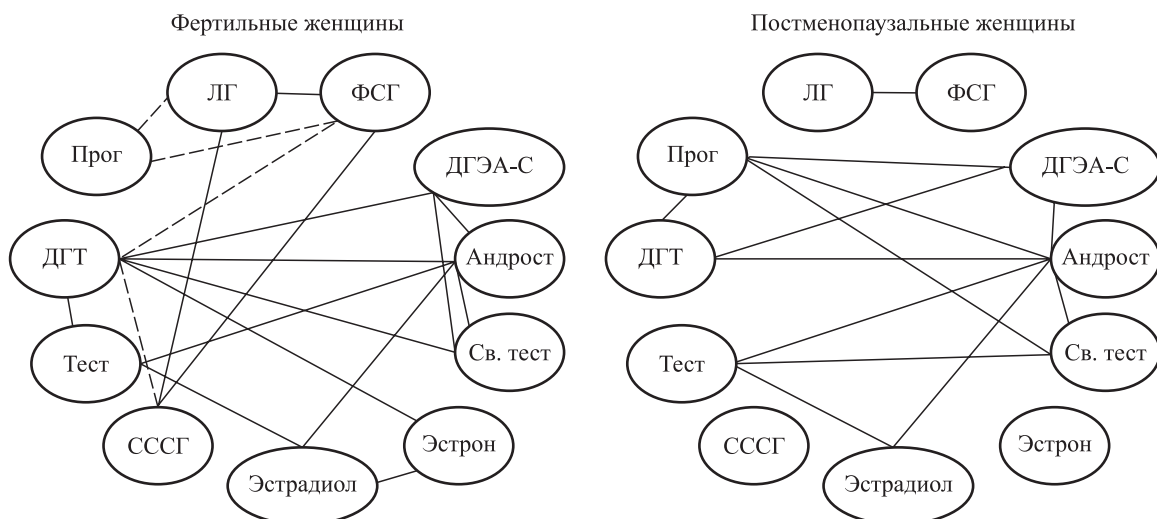 Фертильные женщины
ЛГ
ФСГ
Прог
ДГЭА-С
ДГТ
Андрост
Тест
Св. тест
СССГ
Эстрон
Эстрадиол
Постменопаузальные женщины
ЛГ
ФСГ
Прог
ДГЭА-С
ДГТ
Андрост
Тест
Св. тест
СССГ
Эстрон
Эстрадиол